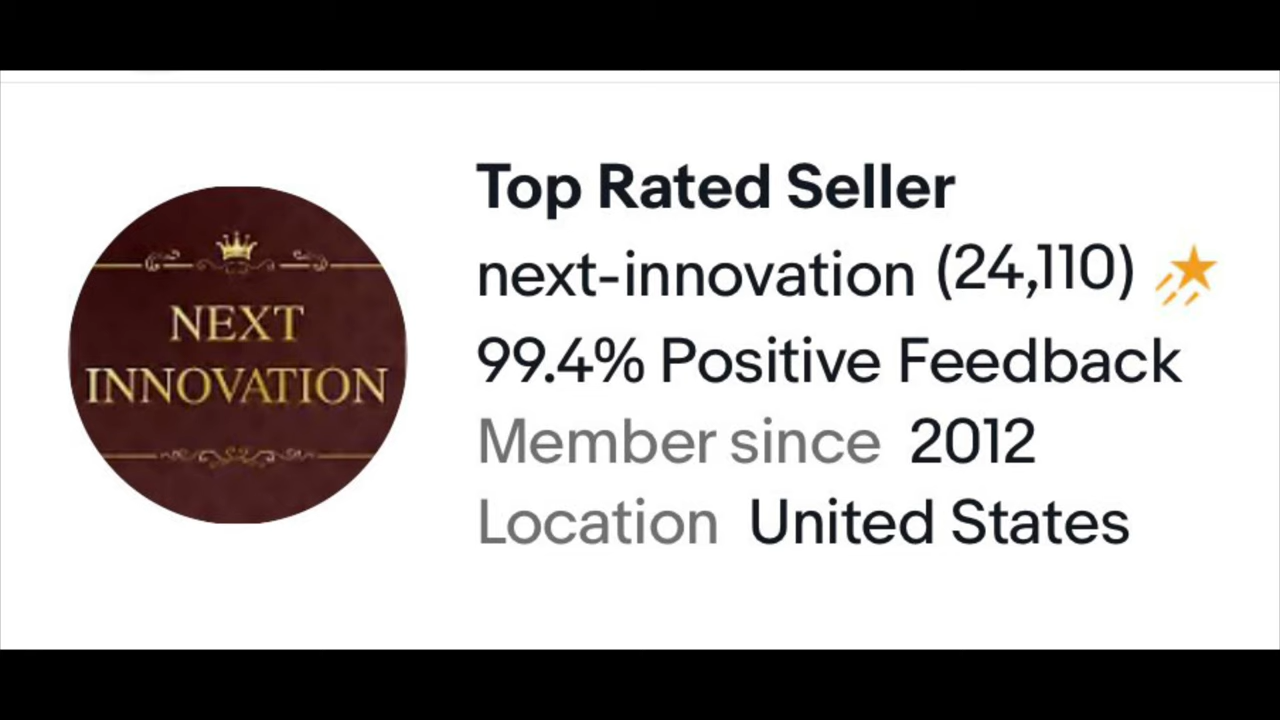 Top Rated Seller
next-innovation (24,110)
99.4% Positive Feedback
Member since 2012
Location United States
NEXT
INNOVATION